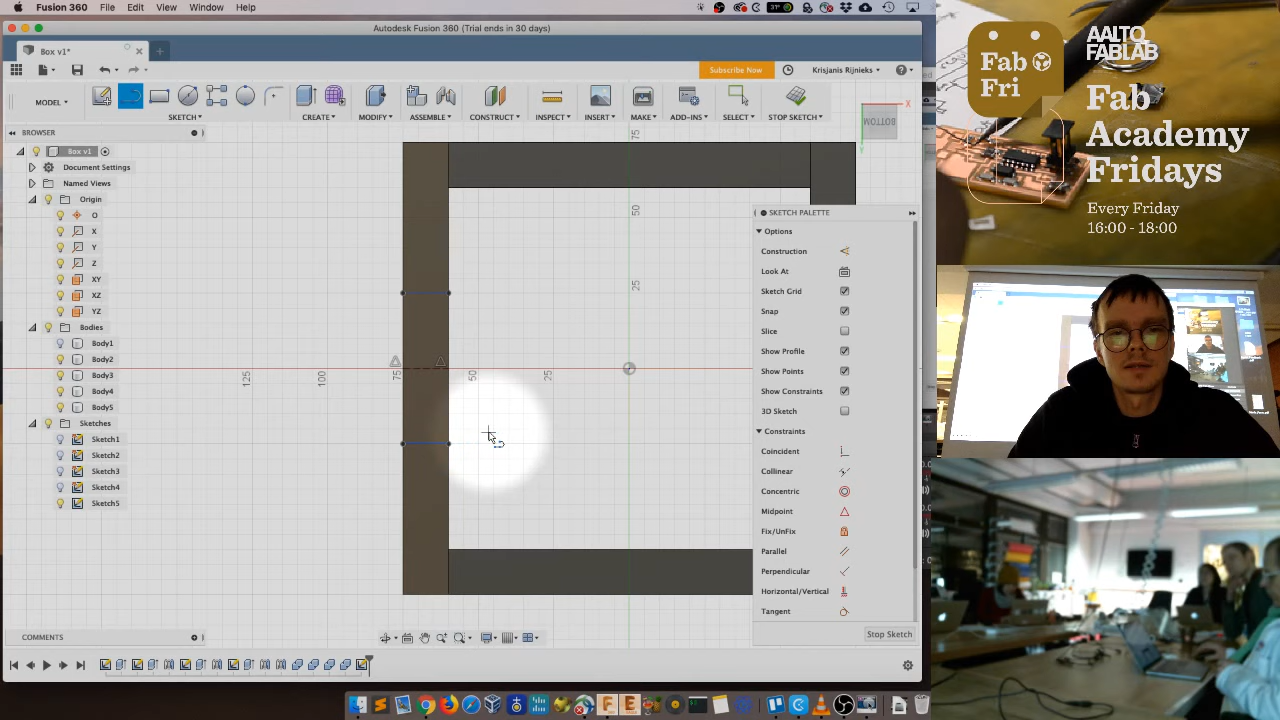 Fusion 360 File Edit View Window Help
Autodesk Fusion 360 (Trial ends in 30 days)
Box v1*
Subscribe Now
Krisjanis Rijnieks
MODEL
SKETCH
CREATE
MODIFY
ASSEMBLE
CONSTRUCT
INSPECT
INSERT
MAKE
ADD-INS
SELECT
STOP SKETCH
BROWSER
Box v1
Document Settings
Named Views
Origin
O
X
Y
Z
XY
XZ
YZ
Bodies
Body1
Body2
Body3
Body4
Body5
Sketches
Sketch1
Sketch2
Sketch3
Sketch4
Sketch5
COMMENTS
125
100
75
50
25
75
50
25
X
BOTTOM
Y
SKETCH PALETTE
Options
Construction
Look At
Sketch Grid
Snap
Slice
Show Profile
Show Points
Show Constraints
3D Sketch
Constraints
Coincident
Collinear
Concentric
Midpoint
Fix/UnFix
Parallel
Perpendicular
Horizontal/Vertical
Tangent
Stop Sketch
Fab
Fri
AALTO
FABLAB
Fab
Academy
Fridays
Every Friday
16:00 - 18:00